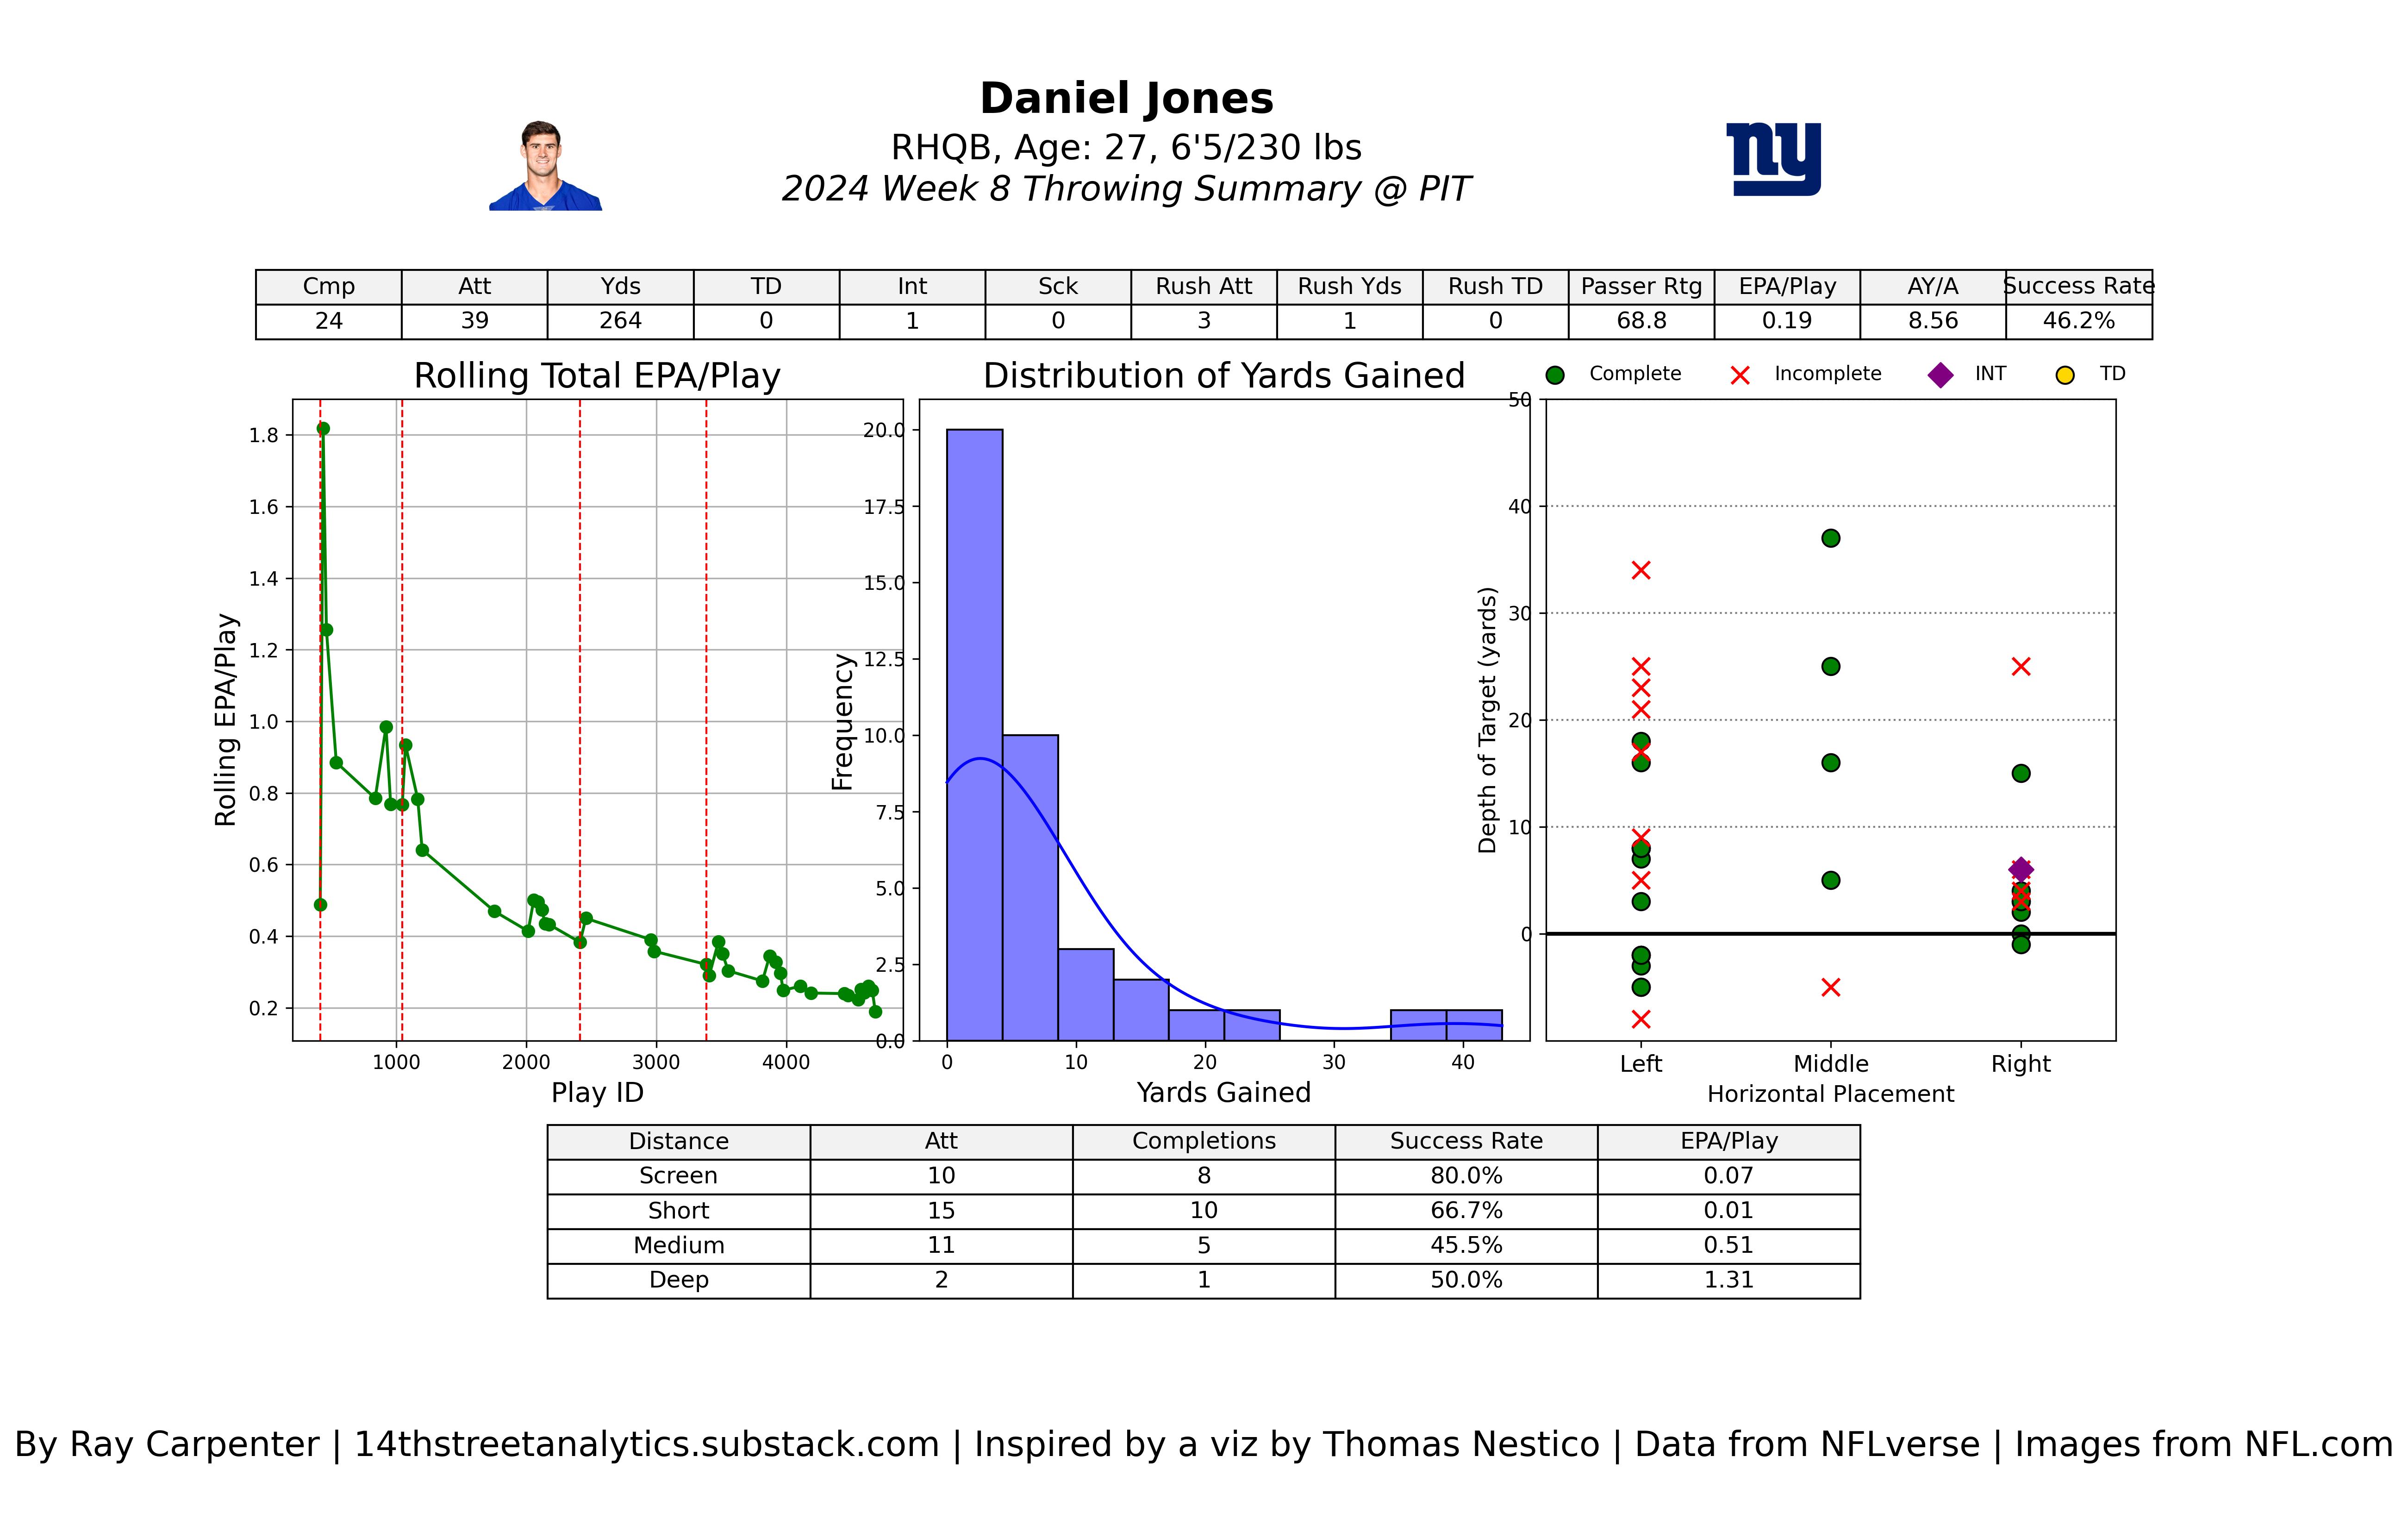 Daniel Jones
RHQB, Age: 27, 6'5/230 lbs
2024 Week 8 Throwing Summary @ PIT
ny
Cmp Att Yds TD Int Sck Rush Att Rush Yds Rush TD Passer Rtg EPA/Play AY/A Success Rate
24 39 264 0 1 0 3 1 0 68.8 0.19 8.56 46.2%
Rolling Total EPA/Play
Rolling EPA/Play
1.8
1.6
1.4
1.2
1.0
0.8
0.6
0.4
0.2
1000 2000 3000 4000
Play ID
Distribution of Yards Gained
Frequency
20.0
17.5
15.0
12.5
10.0
7.5
5.0
2.5
0.0
0 10 20 30 40
Yards Gained
Complete Incomplete INT TD
Depth of Target (yards)
50
40
30
20
10
0
Left Middle Right
Horizontal Placement
Distance Att Completions Success Rate EPA/Play
Screen 10 8 80.0% 0.07
Short 15 10 66.7% 0.01
Medium 11 5 45.5% 0.51
Deep 2 1 50.0% 1.31
By Ray Carpenter | 14thstreetanalytics.substack.com | Inspired by a viz by Thomas Nestico | Data from NFLverse | Images from NFL.com